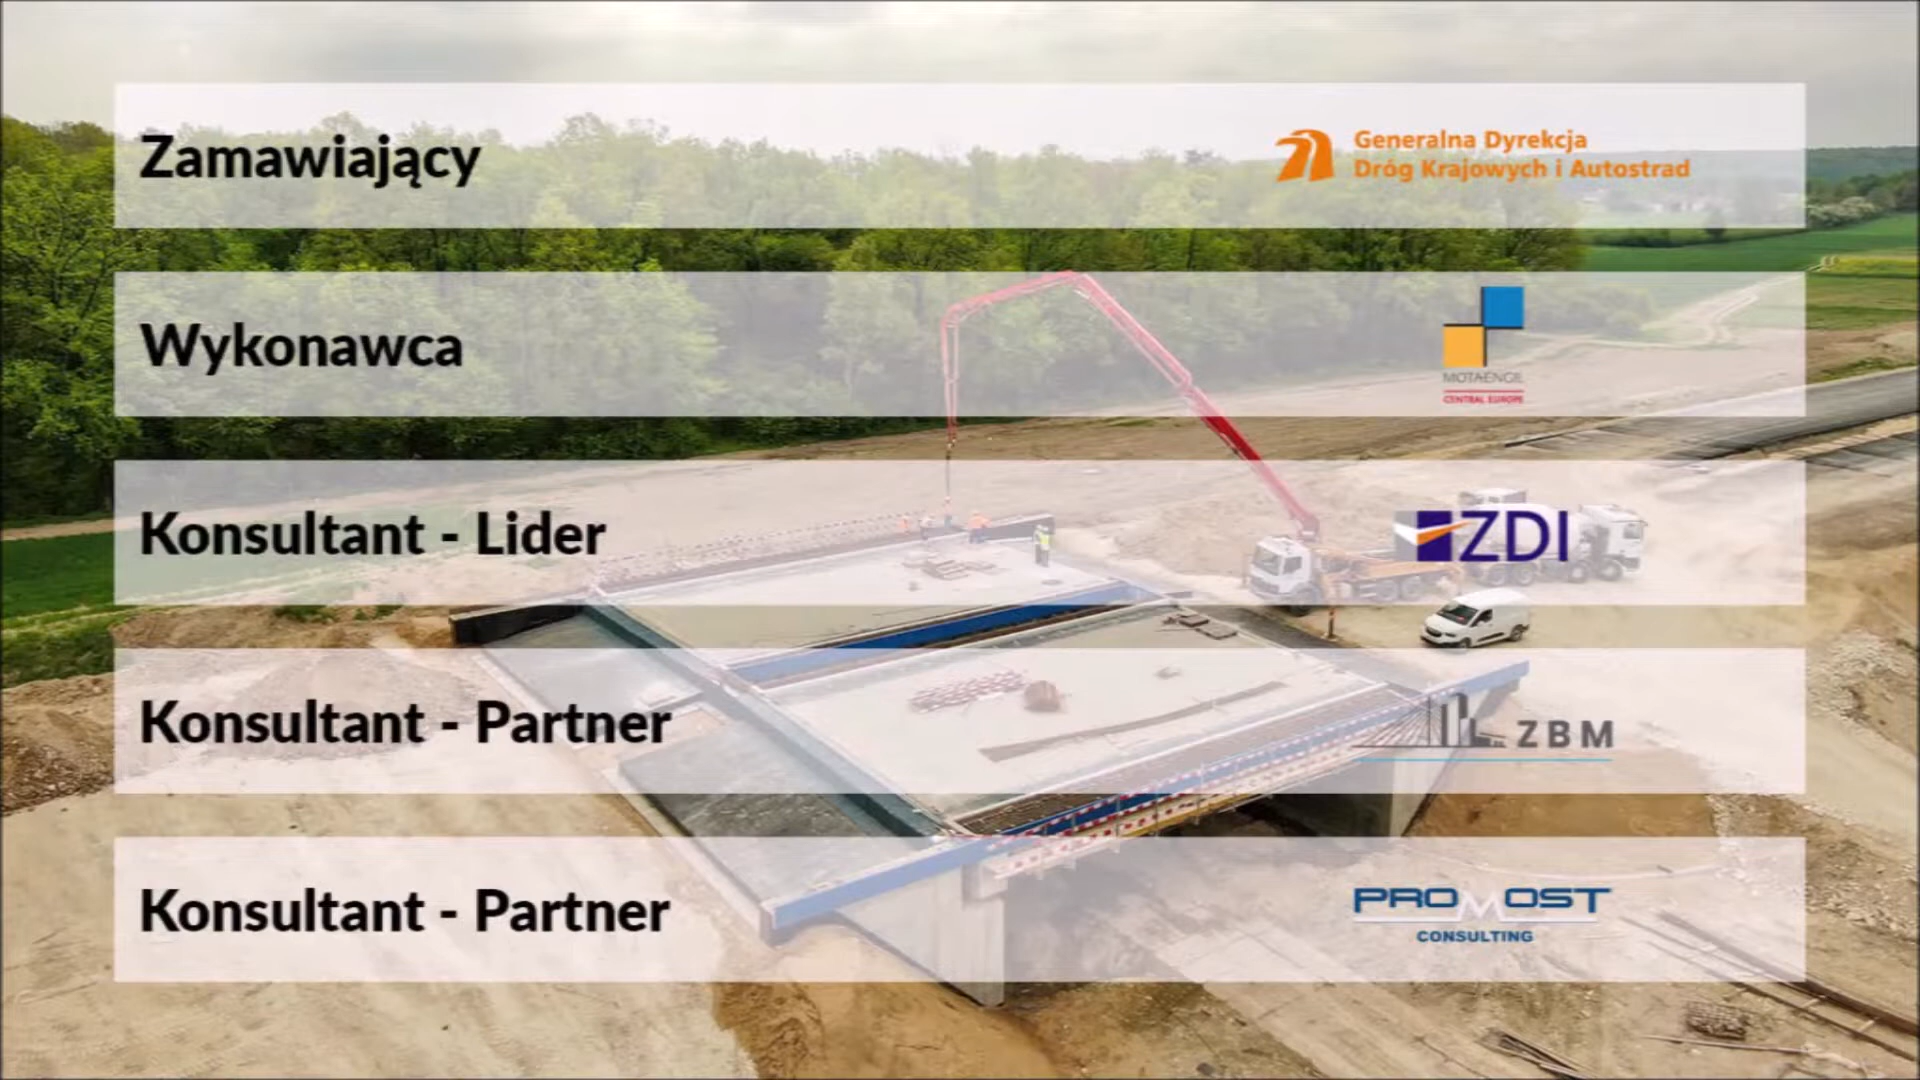 Zamawiający
Generalna Dyrekcja
Dróg Krajowych i Autostrad
Wykonawca
MOTAENGIL
CENTRAL EUROPE
Konsultant - Lider
ZDI
Konsultant - Partner
ZBM
Konsultant - Partner
PROMOST
CONSULTING